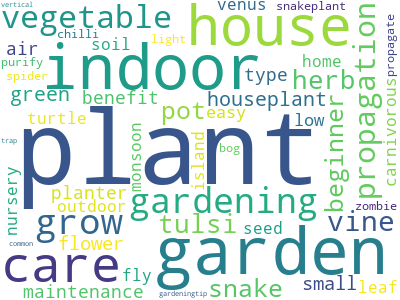 vertical
vegetable
chilli
light
house
venus
snakeplant
propagation
propagate
air
soil
indoor
type
home
purify
spider
green
benefit
herb
carnivorous
turtle
pot
easy
houseplant
low
plant
monsoon
island
bog
beginner
nursery
planter
outdoor
gardening
zombie
grow
tulsi
seed
vine
trap
flower
garden
care
fly
snake
small
leaf
common
maintenance
gardeningtip